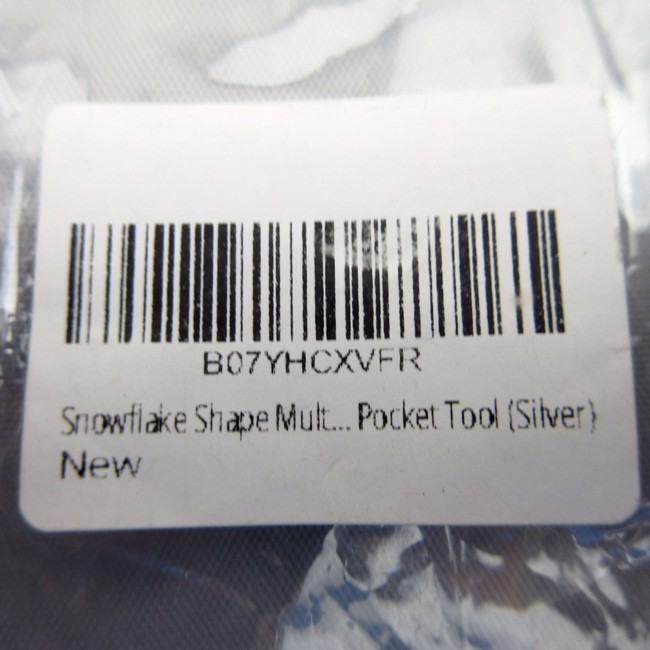 B07YHCXVFR
Snowflake Shape Mult... Pocket Tool (Silver)
New